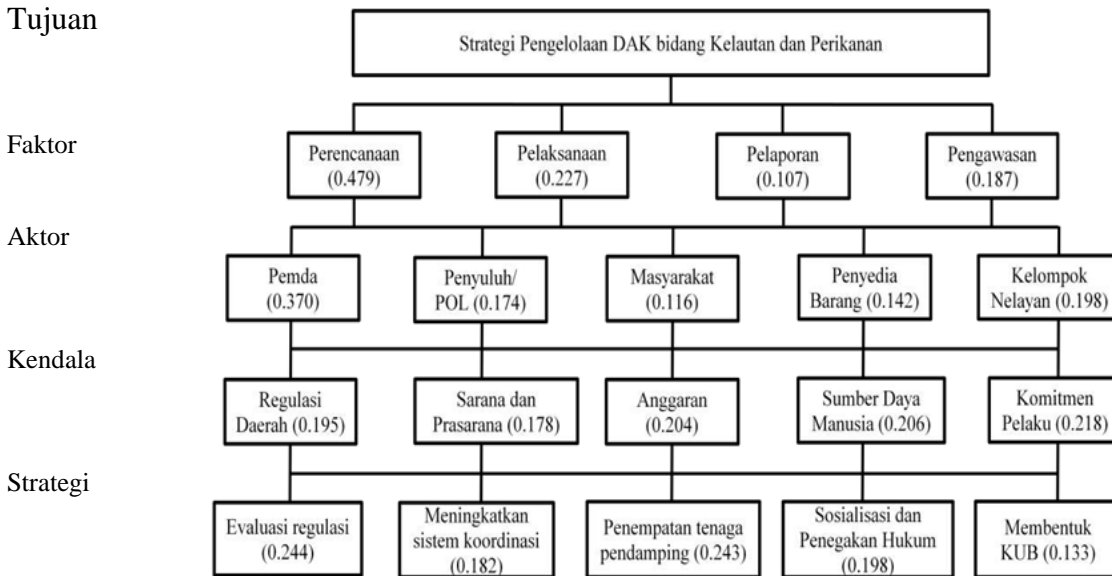 Tujuan
Strategi Pengelolaan DAK bidang Kelautan dan Perikanan
Faktor
Perencanaan
(0.479)
Pelaksanaan
(0.227)
Pelaporan
(0.107)
Pengawasan
(0.187)
Aktor
Pemda
(0.370)
Penyuluh/
POL (0.174)
Masyarakat
(0.116)
Penyedia
Barang (0.142)
Kelompok
Nelayan (0.198)
Kendala
Regulasi
Daerah (0.195)
Sarana dan
Prasarana (0.178)
Anggaran
(0.204)
Sumber Daya
Manusia (0.206)
Komitmen
Pelaku (0.218)
Strategi
Evaluasi regulasi
(0.244)
Meningkatkan
sistem koordinasi
(0.182)
Penempatan tenaga
pendamping (0.243)
Sosialisasi dan
Penegakan Hukum
(0.198)
Membentuk
KUB (0.133)